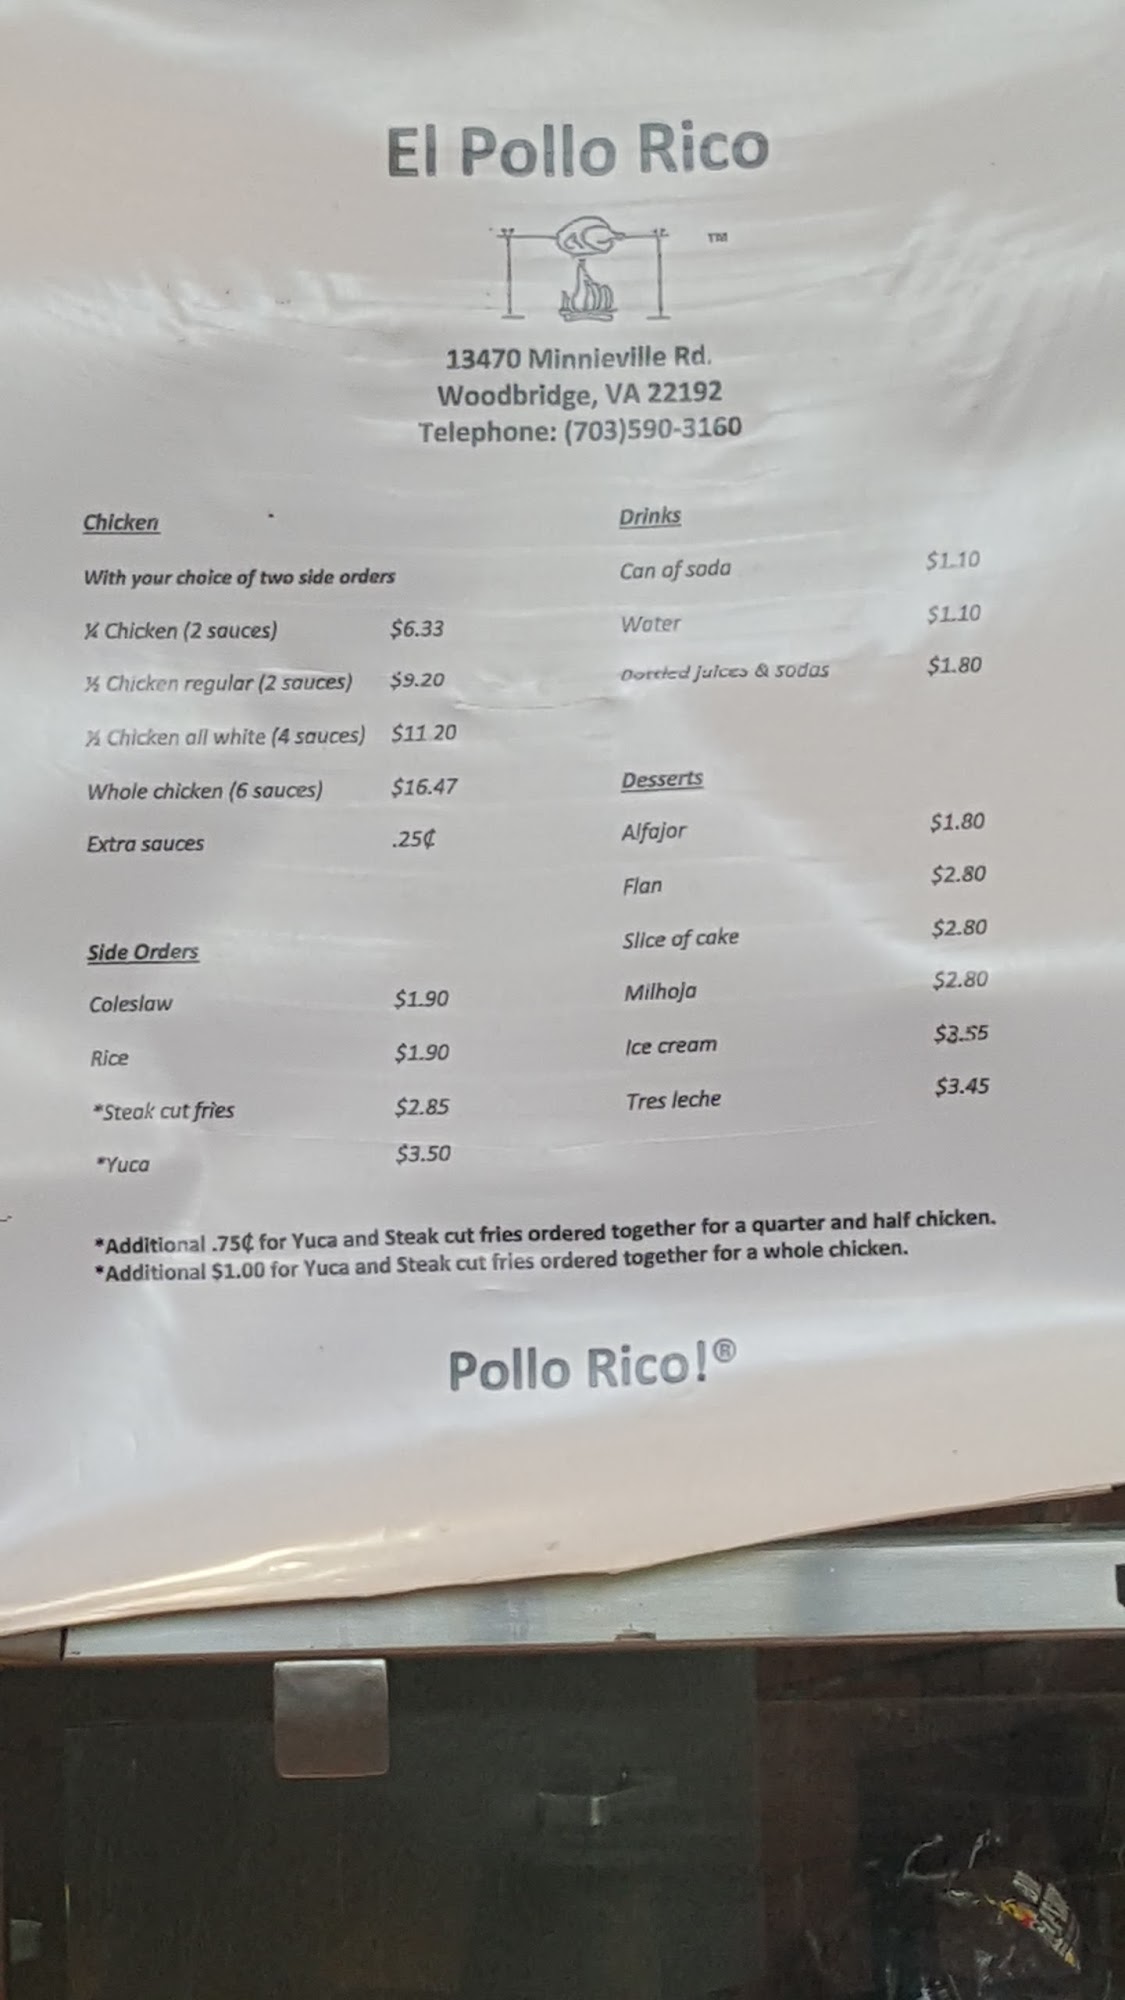 El Pollo Rico
TM
13470 Minnieville Rd.
Woodbridge, VA 22192
Telephone: (703)590-3160
Chicken
With your choice of two side orders
¼ Chicken (2 sauces) $6.33
½ Chicken regular (2 sauces) $9.20
½ Chicken all white (4 sauces) $11.20
Whole chicken (6 sauces) $16.47
Extra sauces .25¢
Side Orders
Coleslaw $1.90
Rice $1.90
*Steak cut fries $2.85
*Yuca $3.50
Drinks
Can of soda $1.10
Water $1.10
Bottled juices & sodas $1.80
Desserts
Alfajor $1.80
Flan $2.80
Slice of cake $2.80
Milhoja $2.80
Ice cream $3.55
Tres leche $3.45
*Additional .75¢ for Yuca and Steak cut fries ordered together for a quarter and half chicken.
*Additional $1.00 for Yuca and Steak cut fries ordered together for a whole chicken.
Pollo Rico!®